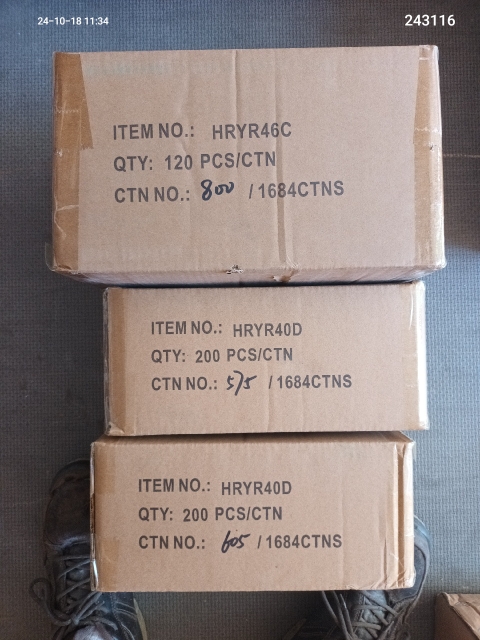 24-10-18 11:34
243116
ITEM NO.: HRYR46C
QTY: 120 PCS/CTN
CTN NO.: 800 /1684CTNS
ITEM NO.: HRYR40D
QTY: 200 PCS/CTN
CTN NO.: 575 /1684CTNS
ITEM NO.: HRYR40D
QTY: 200 PCS/CTN
CTN NO.: 605 /1684CTNS